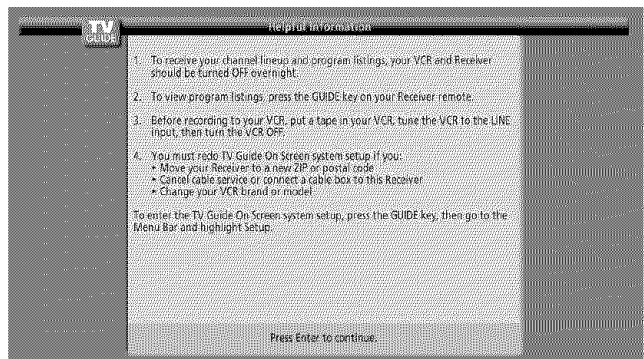 TV
GUIDE
Helpful Information
1. To receive your channel lineup and program listings, your VCR and Receiver
should be turned OFF overnight.
2. To view program listings, press the GUIDE key on your Receiver remote.
3. Before recording to your VCR, put a tape in your VCR, tune the VCR to the LINE
input, then turn the VCR OFF.
4. You must redo TV Guide On Screen system setup if you:
‣ Move your Receiver to a new ZIP or postal code
‣ Cancel cable service or connect a cable box to this Receiver
‣ Change your VCR brand or model
To enter the TV Guide On Screen system setup, press the GUIDE key, then go to the
Menu Bar and highlight Setup.
Press Enter to continue.